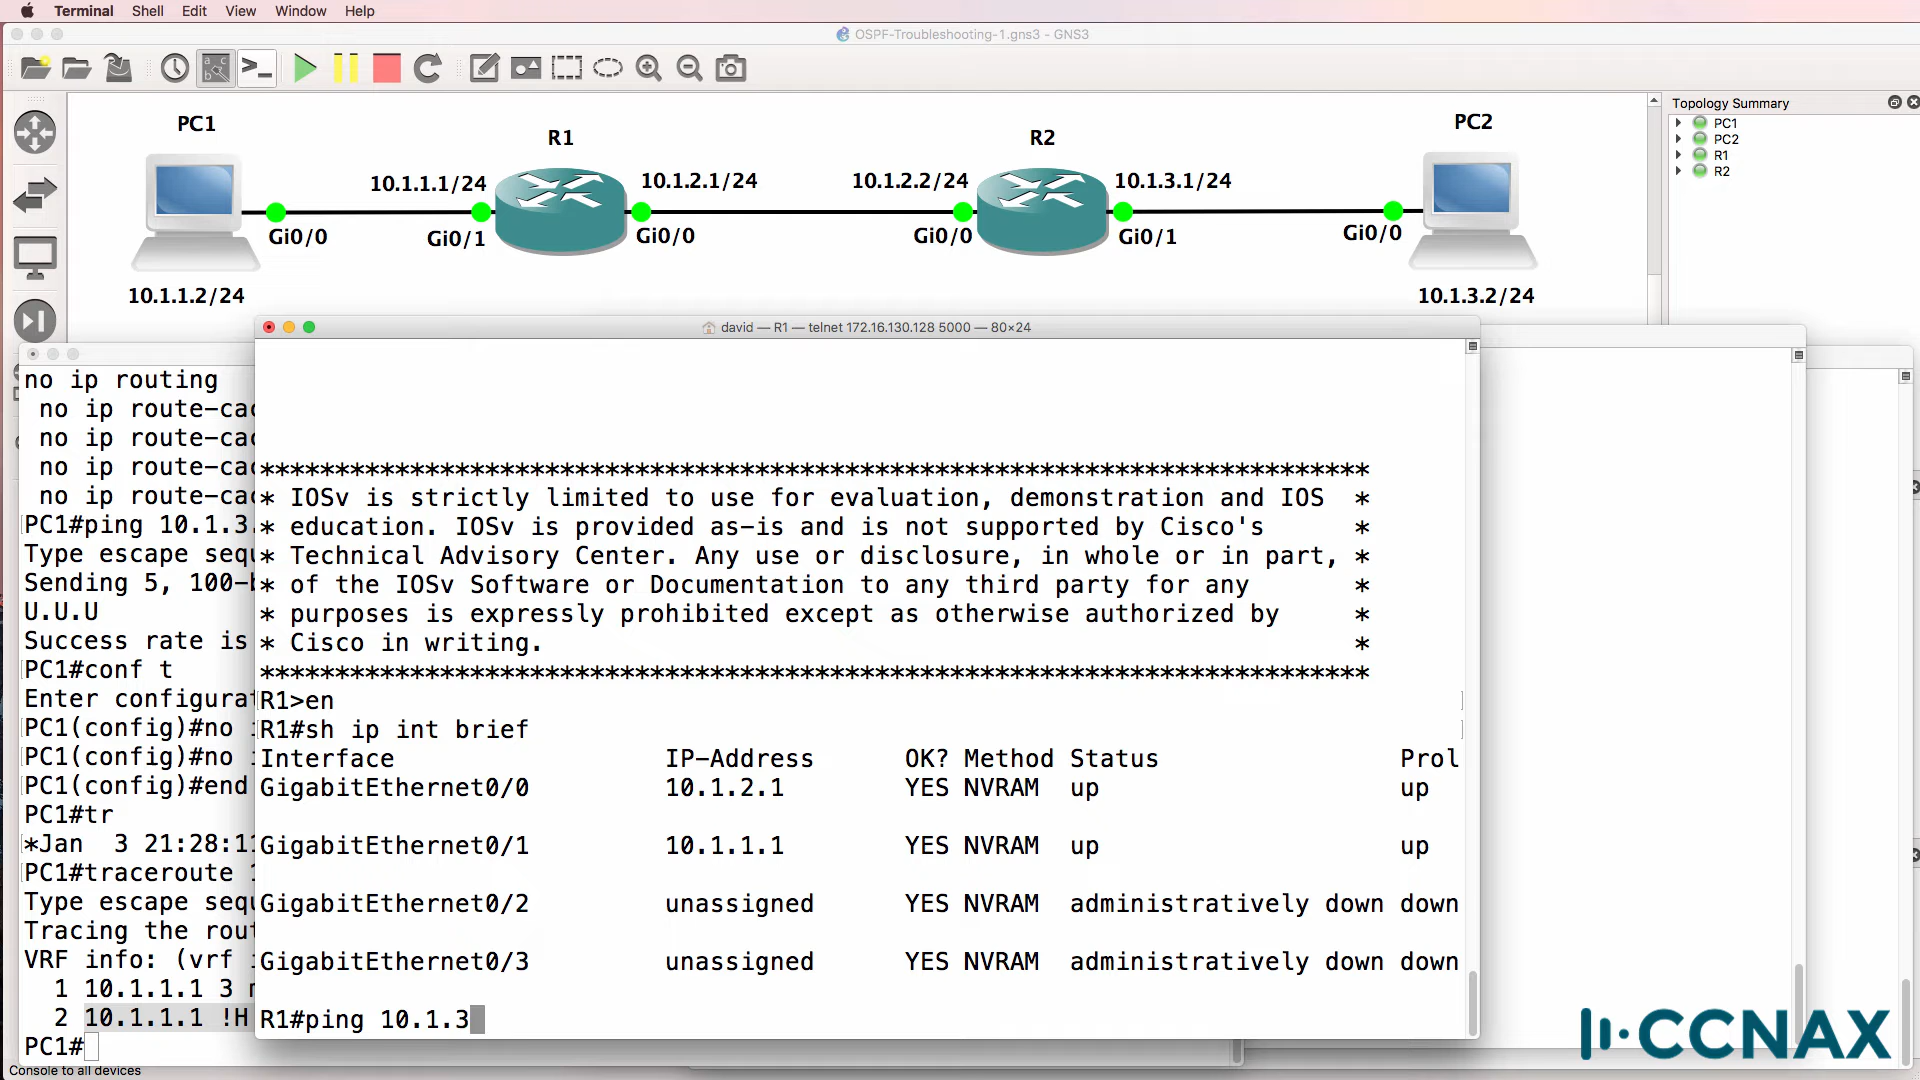 Terminal Shell Edit View Window Help
OSPF-Troubleshooting-1.gns3 - GNS3
Topology Summary
PC1
PC2
R1
R2
PC1
R1
R2
PC2
10.1.1.1/24
10.1.2.1/24
10.1.2.2/24
10.1.3.1/24
Gi0/0
Gi0/1
Gi0/0
Gi0/0
Gi0/1
Gi0/0
10.1.1.2/24
10.1.3.2/24
david — R1 — telnet 172.16.130.128 5000 — 80×24
no ip routing
no ip route-cac
no ip route-cac
no ip route-cac
no ip route-cac
PC1#ping 10.1.3.
Type escape sequ
Sending 5, 100-b
U.U.U
Success rate is
PC1#conf t
Enter configurat
PC1(config)#no i
PC1(config)#no i
PC1(config)#end
PC1#tr
*Jan  3 21:28:11
PC1#traceroute 1
Type escape sequ
Tracing the rout
VRF info: (vrf i
1 10.1.1.1 3 m
2 10.1.1.1 !H
PC1#
**************************************************************************
* IOSv is strictly limited to use for evaluation, demonstration and IOS  *
* education. IOSv is provided as-is and is not supported by Cisco's      *
* Technical Advisory Center. Any use or disclosure, in whole or in part, *
* of the IOSv Software or Documentation to any third party for any       *
* purposes is expressly prohibited except as otherwise authorized by     *
* Cisco in writing.                                                      *
**************************************************************************
R1>en
R1#sh ip int brief
Interface                  IP-Address      OK? Method Status                Prol
GigabitEthernet0/0         10.1.2.1        YES NVRAM  up                    up
GigabitEthernet0/1         10.1.1.1        YES NVRAM  up                    up
GigabitEthernet0/2         unassigned      YES NVRAM  administratively down down
GigabitEthernet0/3         unassigned      YES NVRAM  administratively down down
R1#ping 10.1.3
CCNAX
Console to all devices